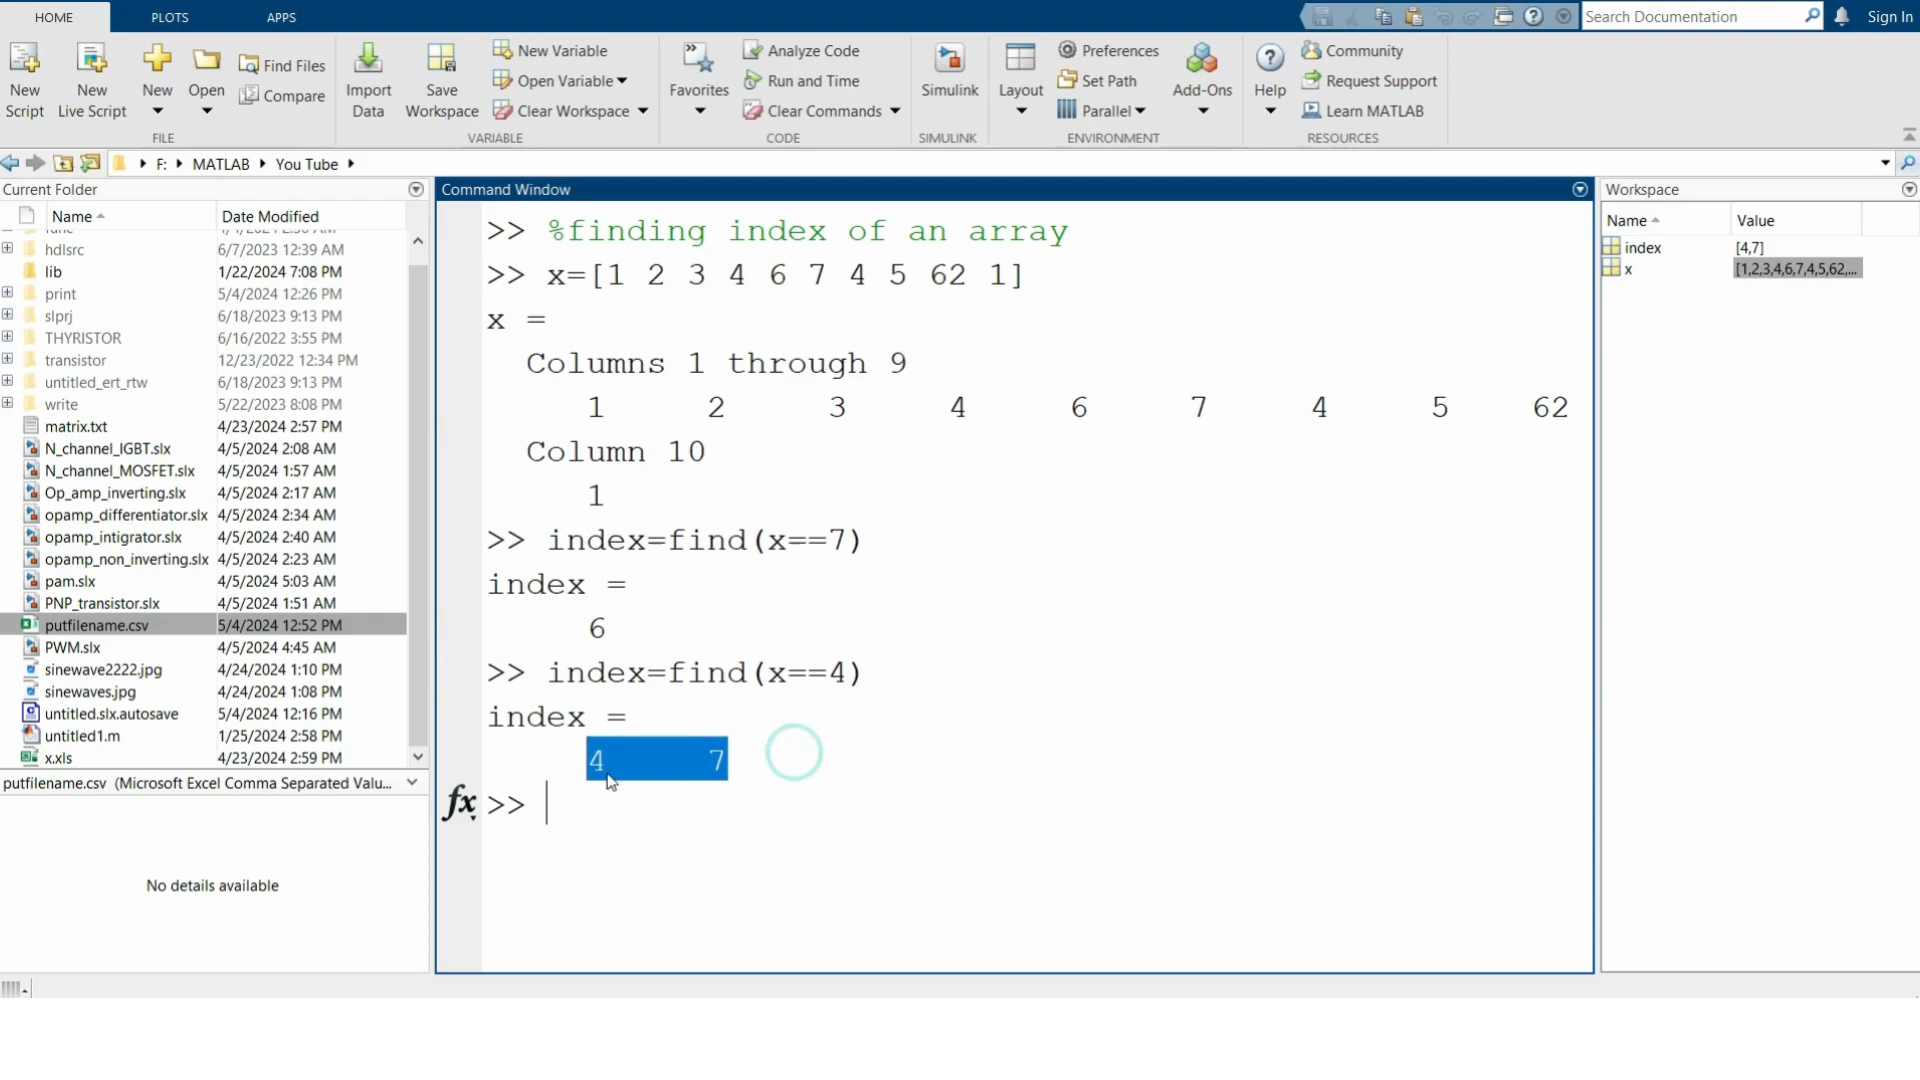 HOME PLOTS APPS
Search Documentation
Sign In
New Script
New Live Script
New
Open
Find Files
Compare
FILE
Import Data
Save Workspace
New Variable
Open Variable
Clear Workspace
VARIABLE
Favorites
Analyze Code
Run and Time
Clear Commands
CODE
Simulink
SIMULINK
Layout
Preferences
Set Path
Parallel
Add-Ons
ENVIRONMENT
Help
Community
Request Support
Learn MATLAB
RESOURCES
F: MATLAB You Tube
Current Folder
Name Date Modified
hdlsrc 6/7/2023 12:39 AM
lib 1/22/2024 7:08 PM
print 5/4/2024 12:26 PM
slprj 6/18/2023 9:13 PM
THYRISTOR 6/16/2022 3:55 PM
transistor 12/23/2022 12:34 PM
untitled_ert_rtw 6/18/2023 9:13 PM
write 5/22/2023 8:08 PM
matrix.txt 4/23/2024 2:57 PM
N_channel_IGBT.slx 4/5/2024 2:08 AM
N_channel_MOSFET.slx 4/5/2024 1:57 AM
Op_amp_inverting.slx 4/5/2024 2:17 AM
opamp_differentiator.slx 4/5/2024 2:34 AM
opamp_intigrator.slx 4/5/2024 2:40 AM
opamp_non_inverting.slx 4/5/2024 2:23 AM
pam.slx 4/5/2024 5:03 AM
PNP_transistor.slx 4/5/2024 1:51 AM
putfilename.csv 5/4/2024 12:52 PM
PWM.slx 4/5/2024 4:45 AM
sinewave2222.jpg 4/24/2024 1:10 PM
sinewaves.jpg 4/24/2024 1:08 PM
untitled.slx.autosave 5/4/2024 12:16 PM
untitled1.m 1/25/2024 2:58 PM
x.xls 4/23/2024 2:59 PM
putfilename.csv (Microsoft Excel Comma Separated Valu...
No details available
Command Window
>> %finding index of an array
>> x=[1 2 3 4 6 7 4 5 62 1]
x =
Columns 1 through 9
1 2 3 4 6 7 4 5 62
Column 10
1
>> index=find(x==7)
index =
6
>> index=find(x==4)
index =
4 7
fx >>
Workspace
Name Value
index [4,7]
x [1,2,3,4,6,7,4,5,62,...